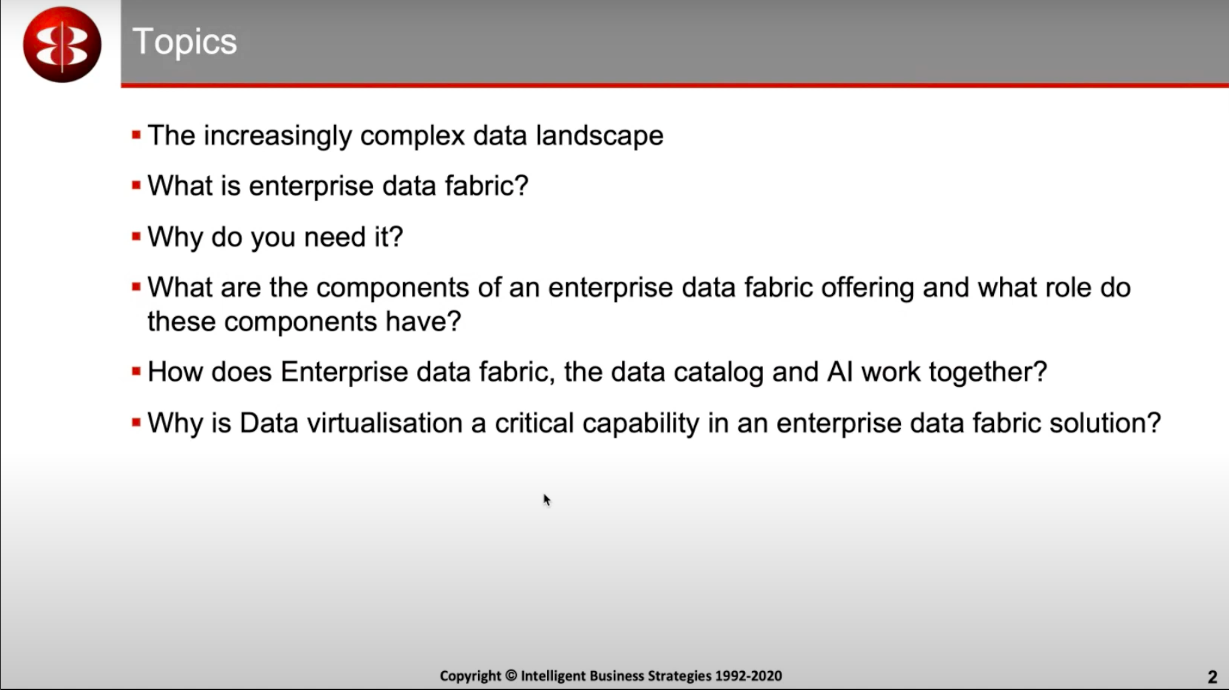 Topics
The increasingly complex data landscape
What is enterprise data fabric?
Why do you need it?
What are the components of an enterprise data fabric offering and what role do
these components have?
How does Enterprise data fabric, the data catalog and AI work together?
Why is Data virtualisation a critical capability in an enterprise data fabric solution?
Copyright © Intelligent Business Strategies 1992-2020
2